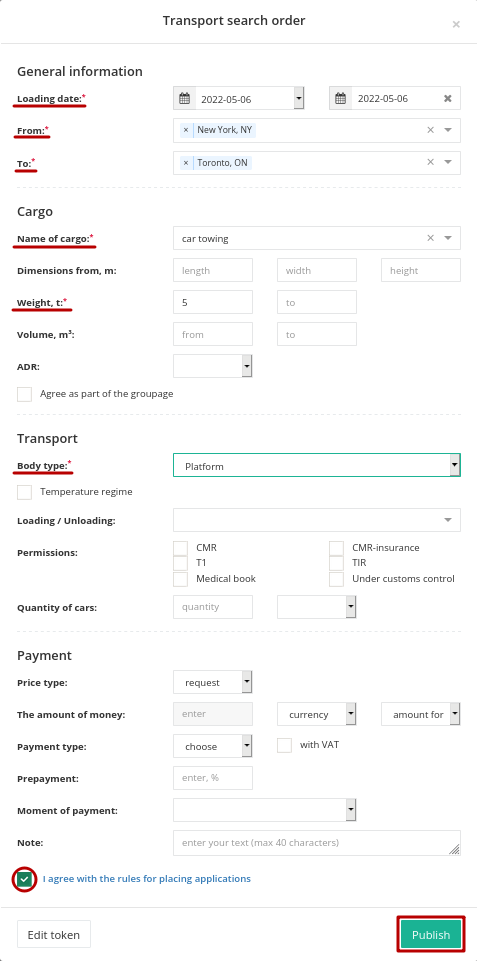 Transport search order ×
General information
Loading date:* 2022-05-06 2022-05-06 ✖
From:* × New York, NY ×
To:* × Toronto, ON ×
Cargo
Name of cargo:* car towing ×
Dimensions from, m: length width height
Weight, t:* 5 to
Volume, m³: from to
ADR:
Agree as part of the groupage
Transport
Body type:* Platform
Temperature regime
Loading / Unloading:
Permissions: CMR CMR-insurance
T1 TIR
Medical book Under customs control
Quantity of cars: quantity
Payment
Price type: request
The amount of money: enter currency amount for
Payment type: choose with VAT
Prepayment: enter, %
Moment of payment:
Note: enter your text (max 40 characters)
I agree with the rules for placing applications
Edit token Publish